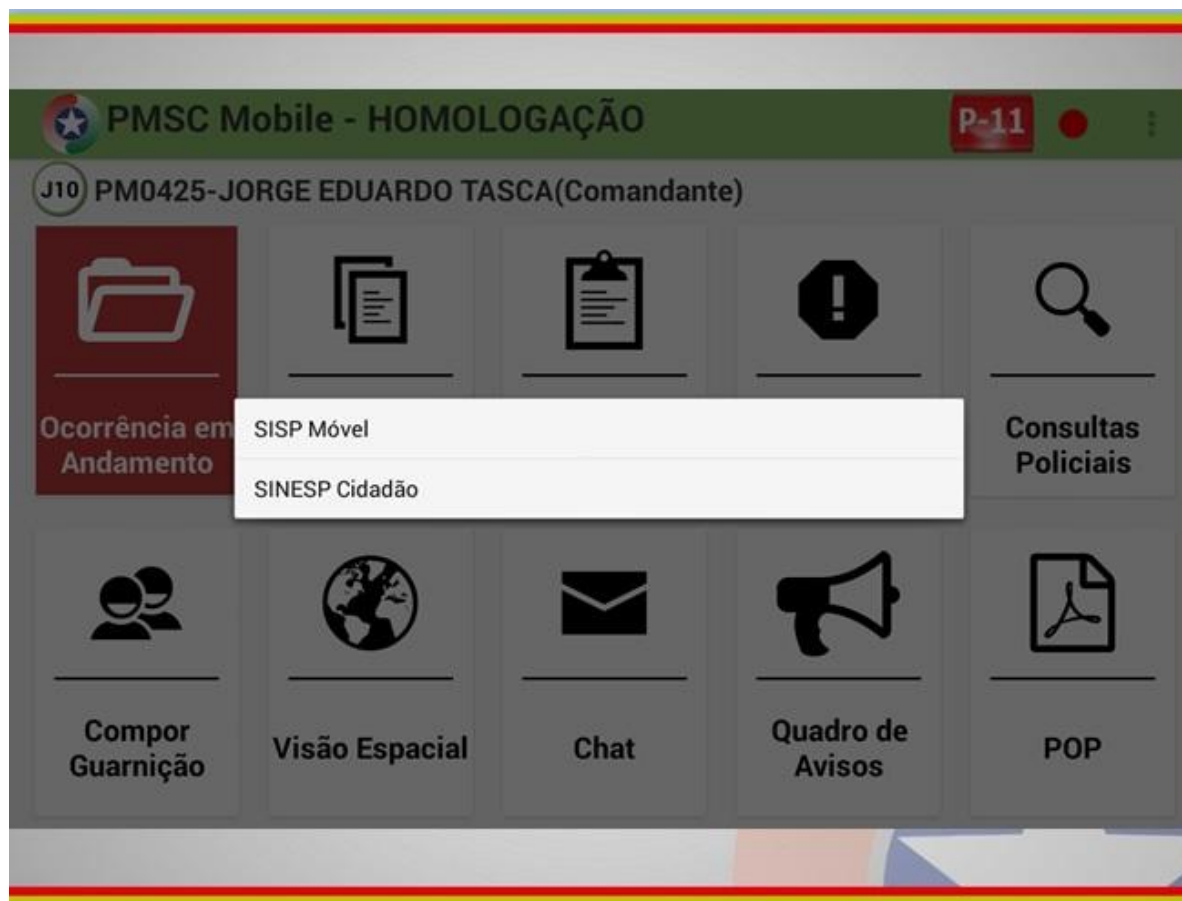 PMSC Mobile - HOMOLOGAÇÃO
P-11
J10 PM0425-JORGE EDUARDO TASCA(Comandante)
Ocorrência em
Andamento
SISP Móvel
SINESP Cidadão
Consultas
Policiais
Compor
Guarnição
Visão Espacial
Chat
Quadro de
Avisos
POP